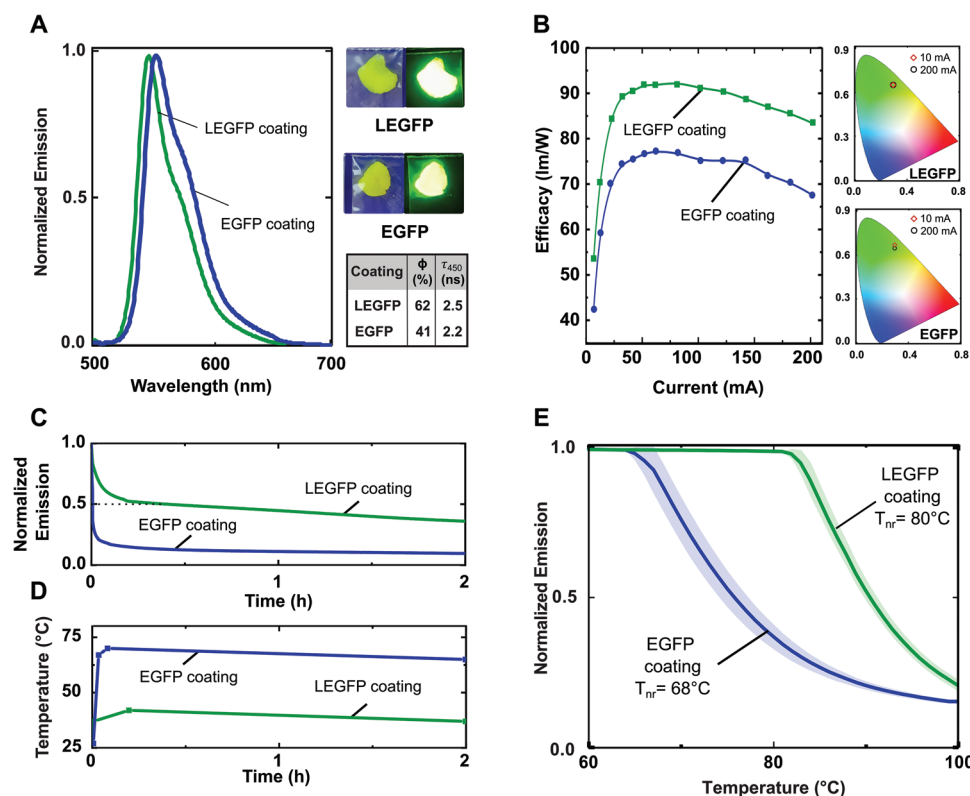 A
Normalized Emission
1.0
0.5
0.0
500
600
700
Wavelength (nm)
LEGFP coating
EGFP coating
LEGFP
EGFP
Coating ϕ (%) τ450 (ns)
LEGFP 62 2.5
EGFP 41 2.2
B
Efficacy (lm/W)
100
90
80
70
60
50
40
0
50
100
150
200
Current (mA)
LEGFP coating
EGFP coating
0.9
0.6
0.3
0.0
0.0
0.4
0.8
10 mA
200 mA
LEGFP
0.9
0.6
0.3
0.0
0.0
0.4
0.8
10 mA
200 mA
EGFP
C
Normalized
Emission
1.0
0.5
0.0
0
1
2
Time (h)
LEGFP coating
EGFP coating
D
Temperature (°C)
75
50
25
0
1
2
Time (h)
EGFP coating
LEGFP coating
E
Normalized Emission
1.0
0.5
0.0
60
80
100
Temperature (°C)
LEGFP
coating
Tnr= 80°C
EGFP
coating
Tnr= 68°C